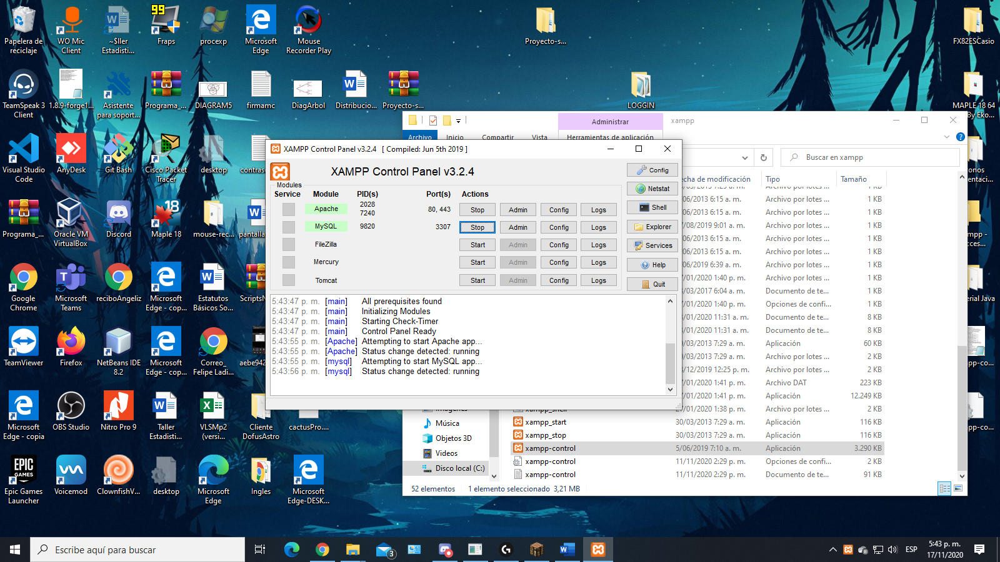 Papelera de
reciclaje
WO Mic
Client
~$ller
Estadisti...
99
Fraps
procexp
Microsoft
Edge
Mouse
Recorder Play
Proyecto-s...
FX82ESCasio
TeamSpeak 3
Client
1.8.9-forge1...
Asistente
para soport...
Programa_...
DIAGRAM5
firmamc
DiagArbol
Distribucio...
Proyecto-s...
LOGGIN
MAPLE 18 64
By Eko...
Visual Studio
Code
AnyDesk
Git Bash
Cisco Packet
Tracer
desktop
contras
Programa_...
Oracle VM
VirtualBox
Discord
18
Maple 18
mouse-rec...
pantalla
Google
Chrome
Microsoft
Teams
reciboAngeliz
Microsoft
Edge - cop...
Estatutos
Básicos So...
ScriptsN
TeamViewer
Firefox
NetBeans IDE
8.2
Microsoft
Edge - cop...
Correo_
Felipe Ladi...
aebe942
Microsoft
Edge - copia
OBS Studio
Nitro Pro 9
Taller
Estadisti...
VLSMp2
(versi...
Cliente
DofusAstro
cactusPro....
EPIC
GAMES
Epic Games
Launcher
Voicemod
ClownfishV...
desktop
Microsoft
Edge
Ingles
Microsoft
Edge-DESK...
Administrar
xampp
Archivo
Inicio
Compartir
Vista
Herramientas de aplicación
Buscar en xampp
echa de modificación
Tipo
Tamaño
/03/2013 7:29 a. m. Archivo por lotes ... 1 KB
/06/2013 6:15 a. m. Archivo por lotes ... 1 KB
/06/2013 6:15 a. m. Archivo por lotes ... 1 KB
/08/2019 9:01 a. m. Archivo por lotes ... 1 KB
/06/2013 6:15 a. m. Archivo por lotes ... 1 KB
/06/2013 6:15 a. m. Archivo por lotes ... 1 KB
/06/2019 6:39 a. m. Archivo por lotes ... 1 KB
/01/2020 1:40 p. m. Archivo por lotes ... 1 KB
/03/2017 6:04 a. m. Documento de te... 1 KB
/01/2020 1:40 p. m. Opciones de confi... 1 KB
/01/2020 11:31 a. m. Documento de te... 8 KB
/01/2020 11:31 a. m. Documento de te... 8 KB
/03/2013 7:29 a. m. Aplicación 60 KB
/03/2013 7:29 a. m. Archivo por lotes ... 2 KB
/12/2019 12:25 p. m. Archivo por lotes ... 2 KB
/01/2020 1:41 p. m. Archivo DAT 223 KB
/01/2020 1:41 p. m. Aplicación 12.249 KB
xampp_shell /01/2020 1:38 p. m. Archivo por lotes ... 2 KB
xampp_start 30/03/2013 7:29 a. m. Aplicación 116 KB
xampp_stop 30/03/2013 7:29 a. m. Aplicación 116 KB
xampp-control 5/06/2019 7:10 a. m. Aplicación 3.290 KB
xampp-control 11/11/2020 2:29 p. m. Opciones de confi... 2 KB
xampp-control 11/11/2020 2:29 p. m. Documento de te... 91 KB
Imágenes
Música
Objetos 3D
Videos
Disco local (C:)
52 elementos
1 elemento seleccionado 3,21 MB
XAMPP Control Panel v3.2.4 [ Compiled: Jun 5th 2019 ]
XAMPP Control Panel v3.2.4
Modules
Service Module PID(s) Port(s) Actions
Apache 2028
7240 80, 443 Stop Admin Config Logs
MySQL 9820 3307 Stop Admin Config Logs
FileZilla Start Admin Config Logs
Mercury Start Admin Config Logs
Tomcat Start Admin Config Logs
Config
Netstat
Shell
Explorer
Services
Help
Quit
5:43:47 p. m. [main] All prerequisites found
5:43:47 p. m. [main] Initializing Modules
5:43:47 p. m. [main] Starting Check-Timer
5:43:47 p. m. [main] Control Panel Ready
5:43:55 p. m. [Apache] Attempting to start Apache app...
5:43:55 p. m. [Apache] Status change detected: running
5:43:55 p. m. [mysql] Attempting to start MySQL app...
5:43:56 p. m. [mysql] Status change detected: running
onos
entaci...
mpp -
cces...
erial Java
pp-co...
pp-co...
Escribe aquí para buscar
3
ESP
5:43 p. m.
17/11/2020